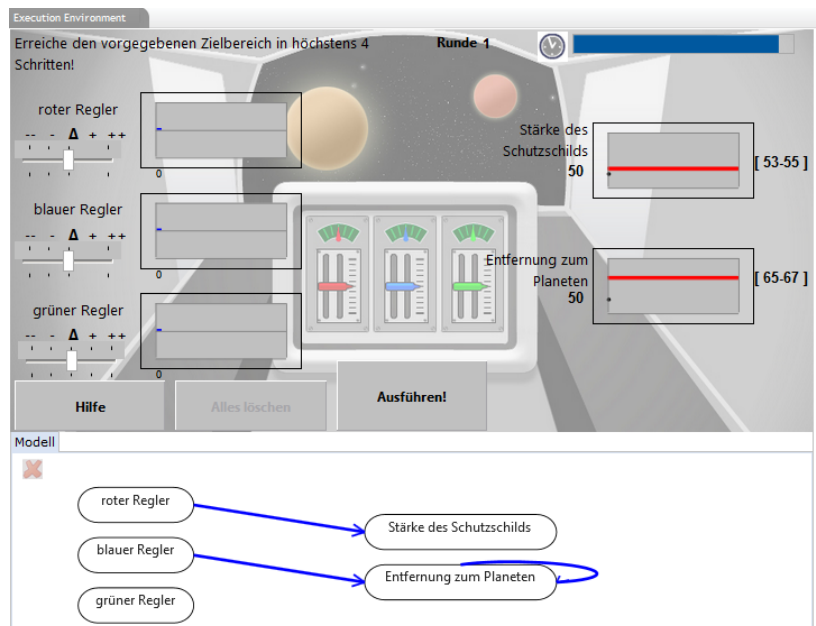 Execution Environment
Erreiche den vorgegebenen Zielbereich in höchstens 4
Schritten!
Runde 1
roter Regler
-- - Δ + ++
0
Stärke des
Schutzschilds
50
[ 53-55 ]
blauer Regler
-- - Δ + ++
0
Entfernung zum
Planeten
50
[ 65-67 ]
grüner Regler
-- - Δ + ++
0
Hilfe
Alles löschen
Ausführen!
Modell
roter Regler
Stärke des Schutzschilds
blauer Regler
Entfernung zum Planeten
grüner Regler